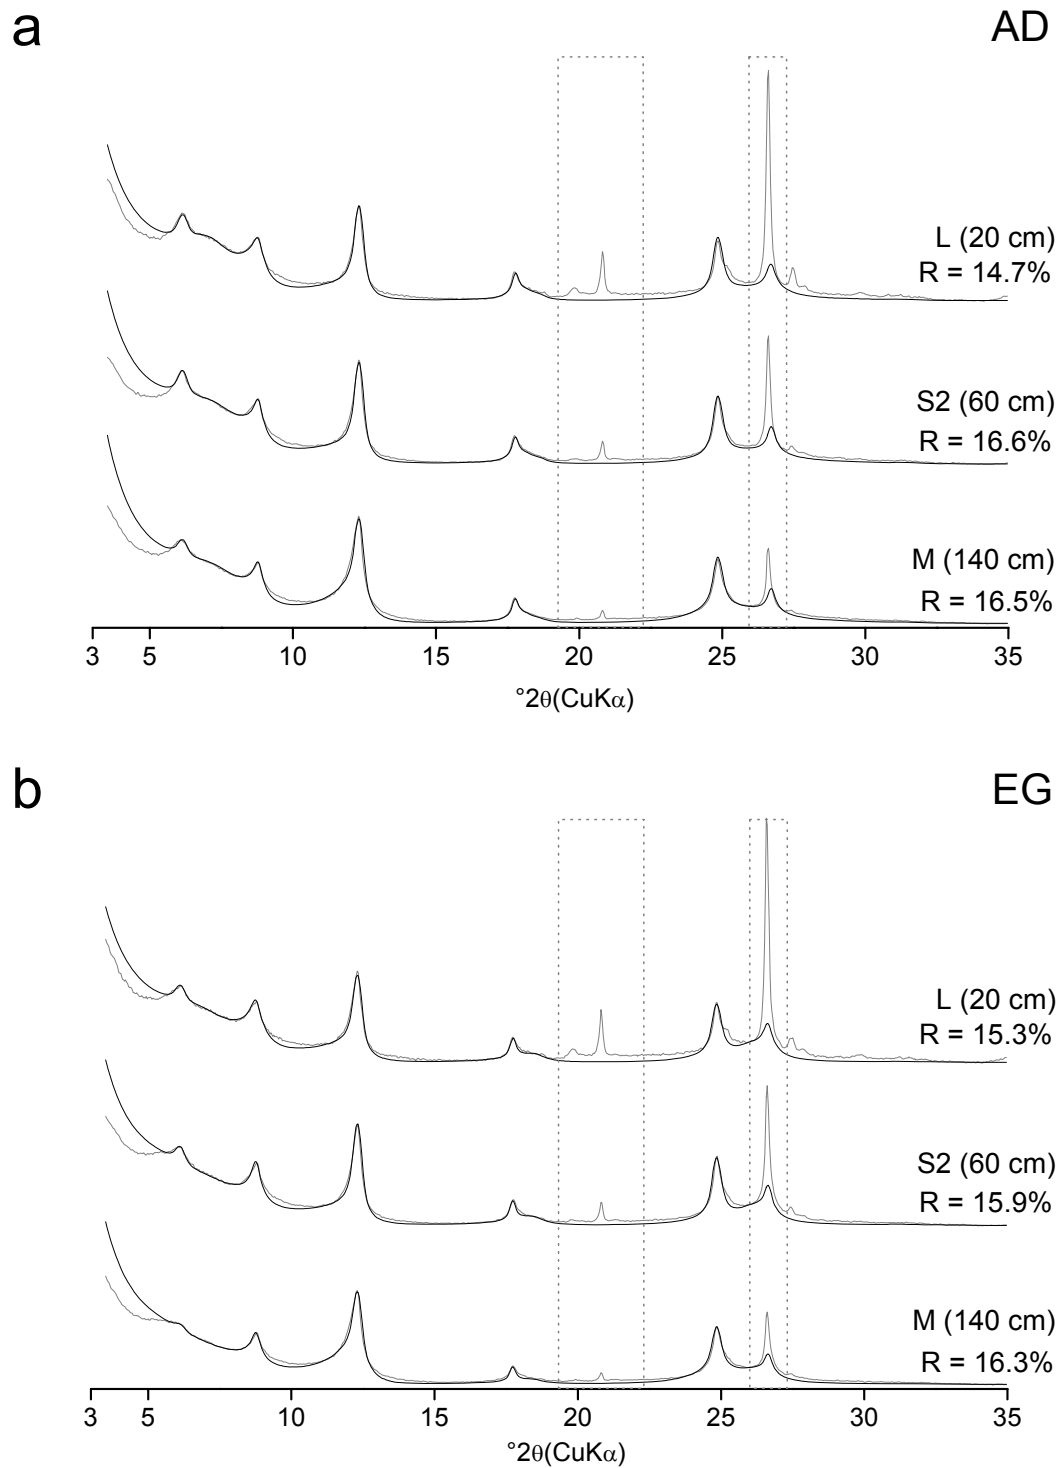 a
AD
L (20 cm)
R = 14.7%
S2 (60 cm)
R = 16.6%
M (140 cm)
R = 16.5%
3 5 10 15 20 25 30 35
°2θ(CuKα)
b
EG
L (20 cm)
R = 15.3%
S2 (60 cm)
R = 15.9%
M (140 cm)
R = 16.3%
3 5 10 15 20 25 30 35
°2θ(CuKα)